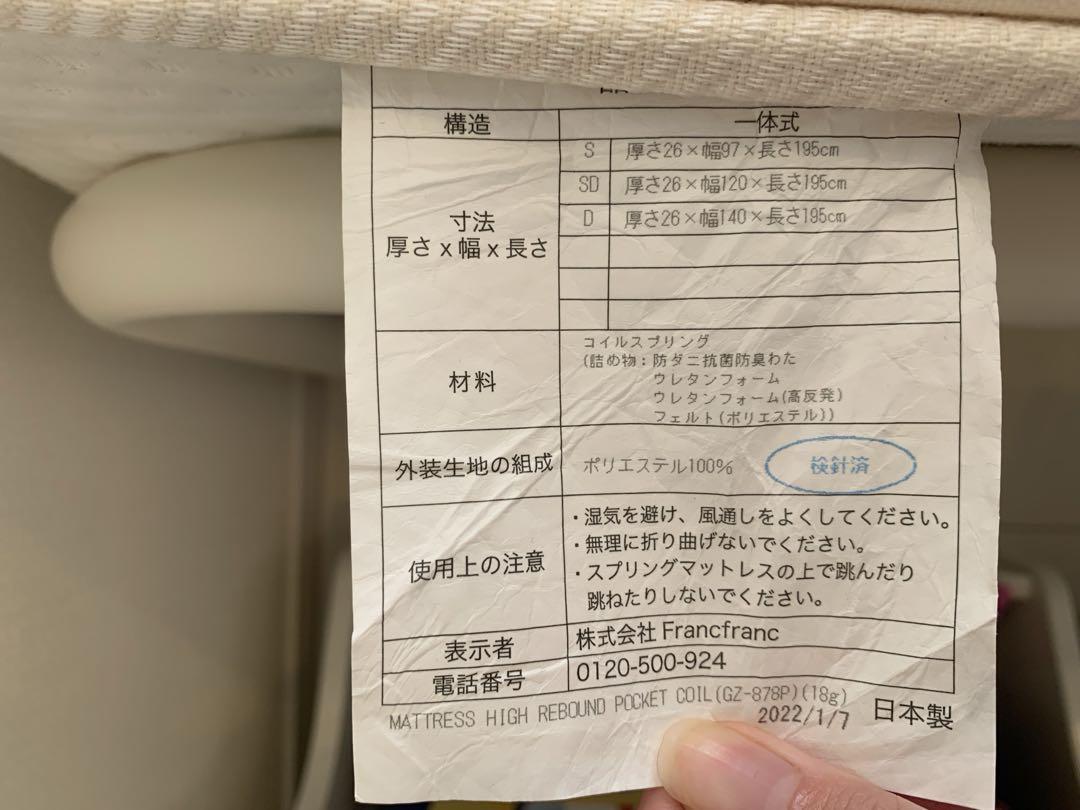 構造 一体式
寸法
厚さx幅x長さ
S 厚さ26×幅97×長さ195cm
SD 厚さ26×幅120×長さ195cm
D 厚さ26×幅140×長さ195cm
材料
コイルスプリング
(詰め物：防ダニ抗菌防臭わた
ウレタンフォーム
ウレタンフォーム(高反発)
フェルト(ポリエステル))
外装生地の組成 ポリエステル100% 検針済
使用上の注意
・湿気を避け、風通しをよくしてください。
・無理に折り曲げないでください。
・スプリングマットレスの上で跳んだり
跳ねたりしないでください。
表示者 株式会社Francfranc
電話番号 0120-500-924
MATTRESS HIGH REBOUND POCKET COIL(GZ-878P)(18g)
2022/1/7 日本製